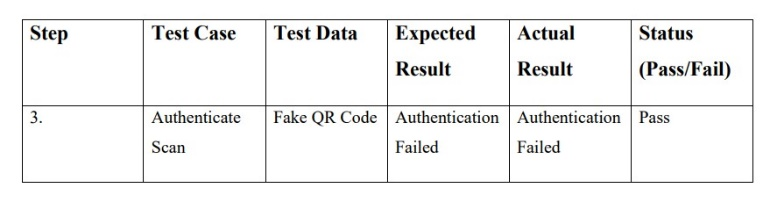 Step Test Case Test Data Expected Result Actual Result Status (Pass/Fail)
3. Authenticate Scan Fake QR Code Authentication Failed Authentication Failed Pass